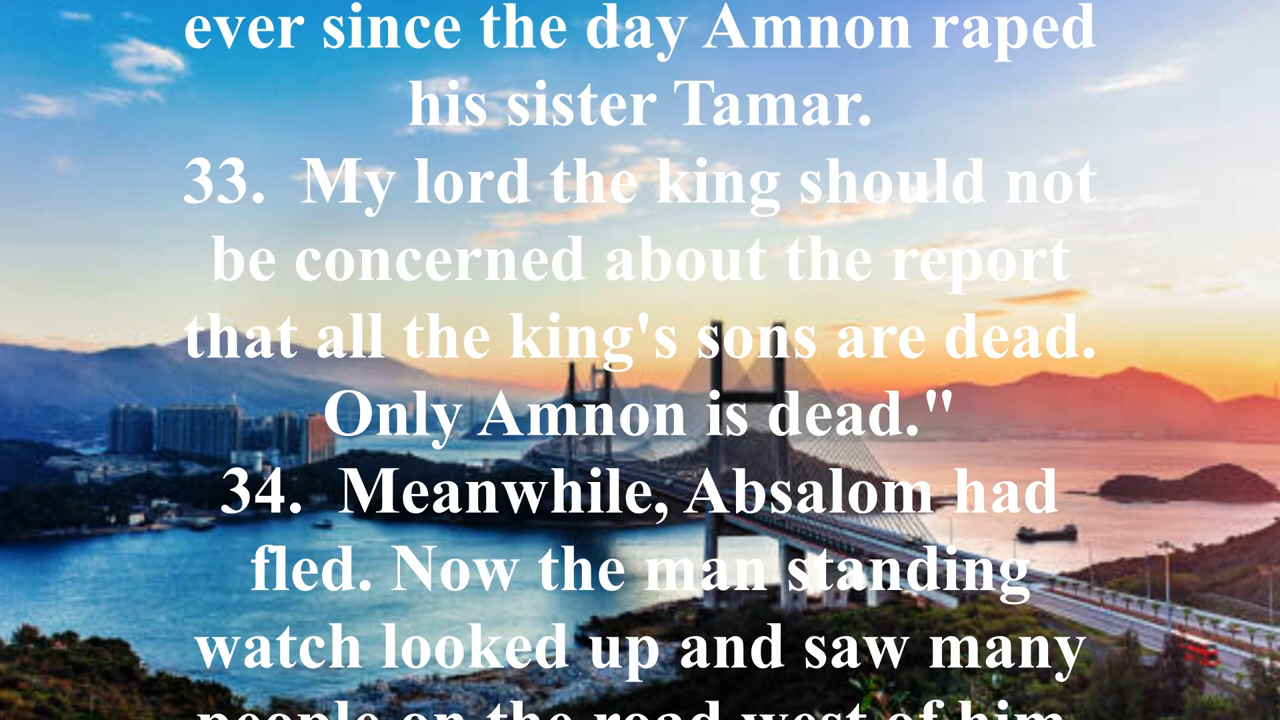 ever since the day Amnon raped
his sister Tamar.
33.  My lord the king should not
be concerned about the report
that all the king's sons are dead.
Only Amnon is dead."
34.  Meanwhile, Absalom had
fled. Now the man standing
watch looked up and saw many
people on the road west of him,